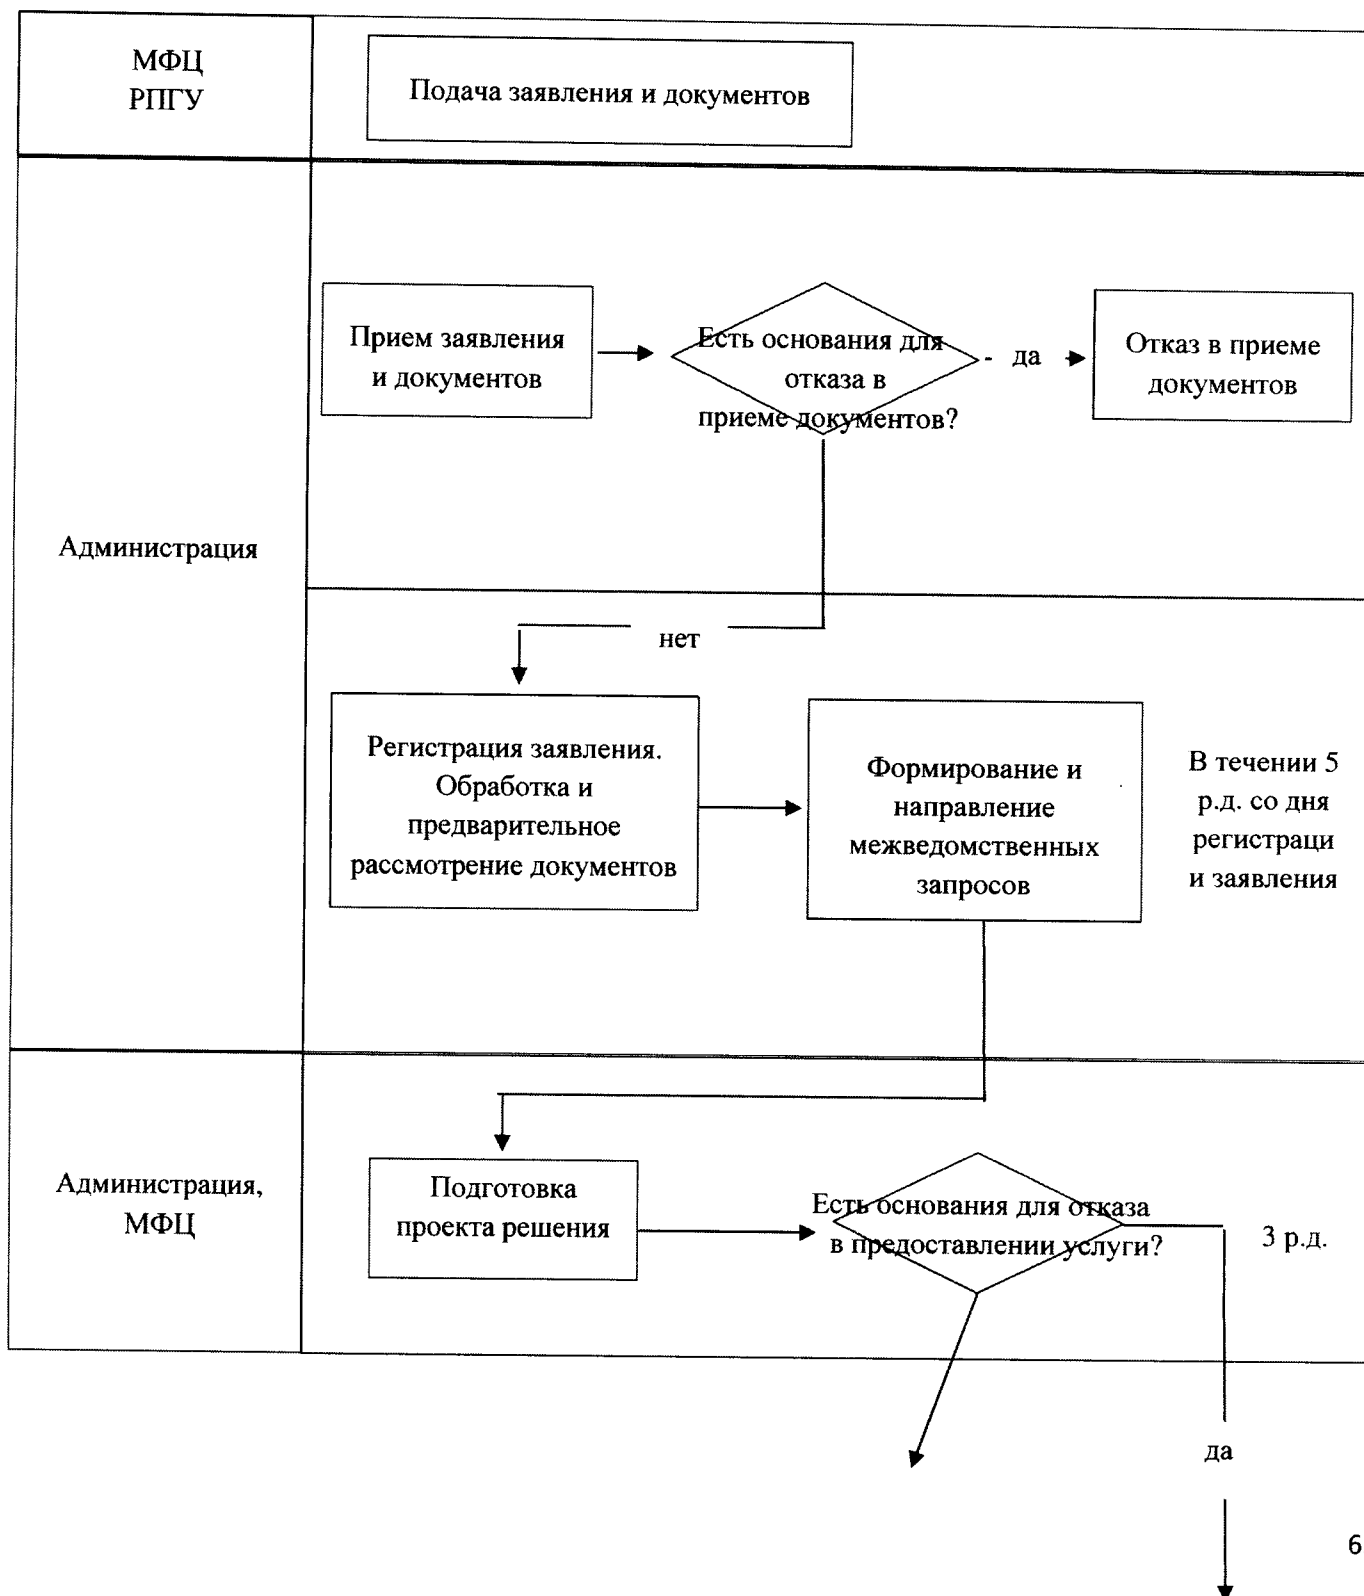 МФЦ
РПГУ
Подача заявления и документов
Администрация
Прием заявления
и документов
Есть основания для
отказа в
приеме документов?
- да
Отказ в приеме
документов
нет
Регистрация заявления.
Обработка и
предварительное
рассмотрение документов
Формирование и
направление
межведомственных
запросов
В течении 5
р.д. со дня
регистраци
и заявления
Администрация,
МФЦ
Подготовка
проекта решения
Есть основания для отказа
в предоставлении услуги?
3 р.д.
да
6